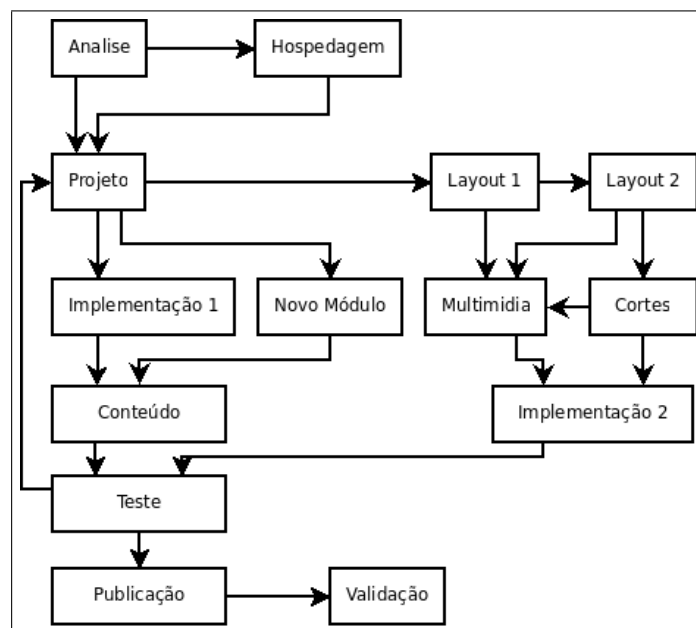 Analise
Hospedagem
Projeto
Layout 1
Layout 2
Implementação 1
Novo Módulo
Multimidia
Cortes
Conteúdo
Implementação 2
Teste
Publicação
Validação